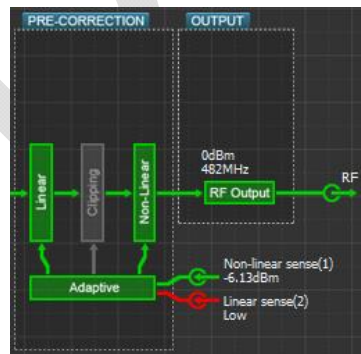 PRE-CORRECTION
OUTPUT
Linear
Clipping
Non-Linear
0dBm
482MHz
RF Output
RF
Adaptive
Non-linear sense(1)
-6.13dBm
Linear sense(2)
Low